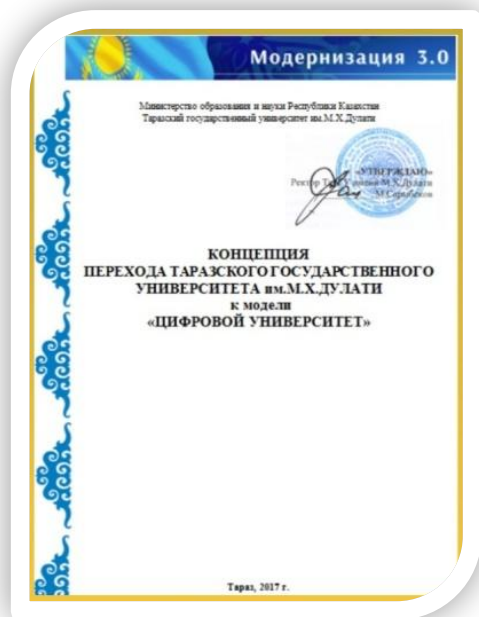 Модернизация 3.0
Министерство образования и науки Республики Казахстан
Таразский государственный университет им.М.Х.Дулати
«УТВЕРЖДАЮ»
Ректор М.Х.Дулати
КОНЦЕПЦИЯ
ПЕРЕХОДА ТАРАЗСКОГО ГОСУДАРСТВЕННОГО
УНИВЕРСИТЕТА им.М.Х.ДУЛАТИ
к модели
«ЦИФРОВОЙ УНИВЕРСИТЕТ»
Тараз, 2017 г.